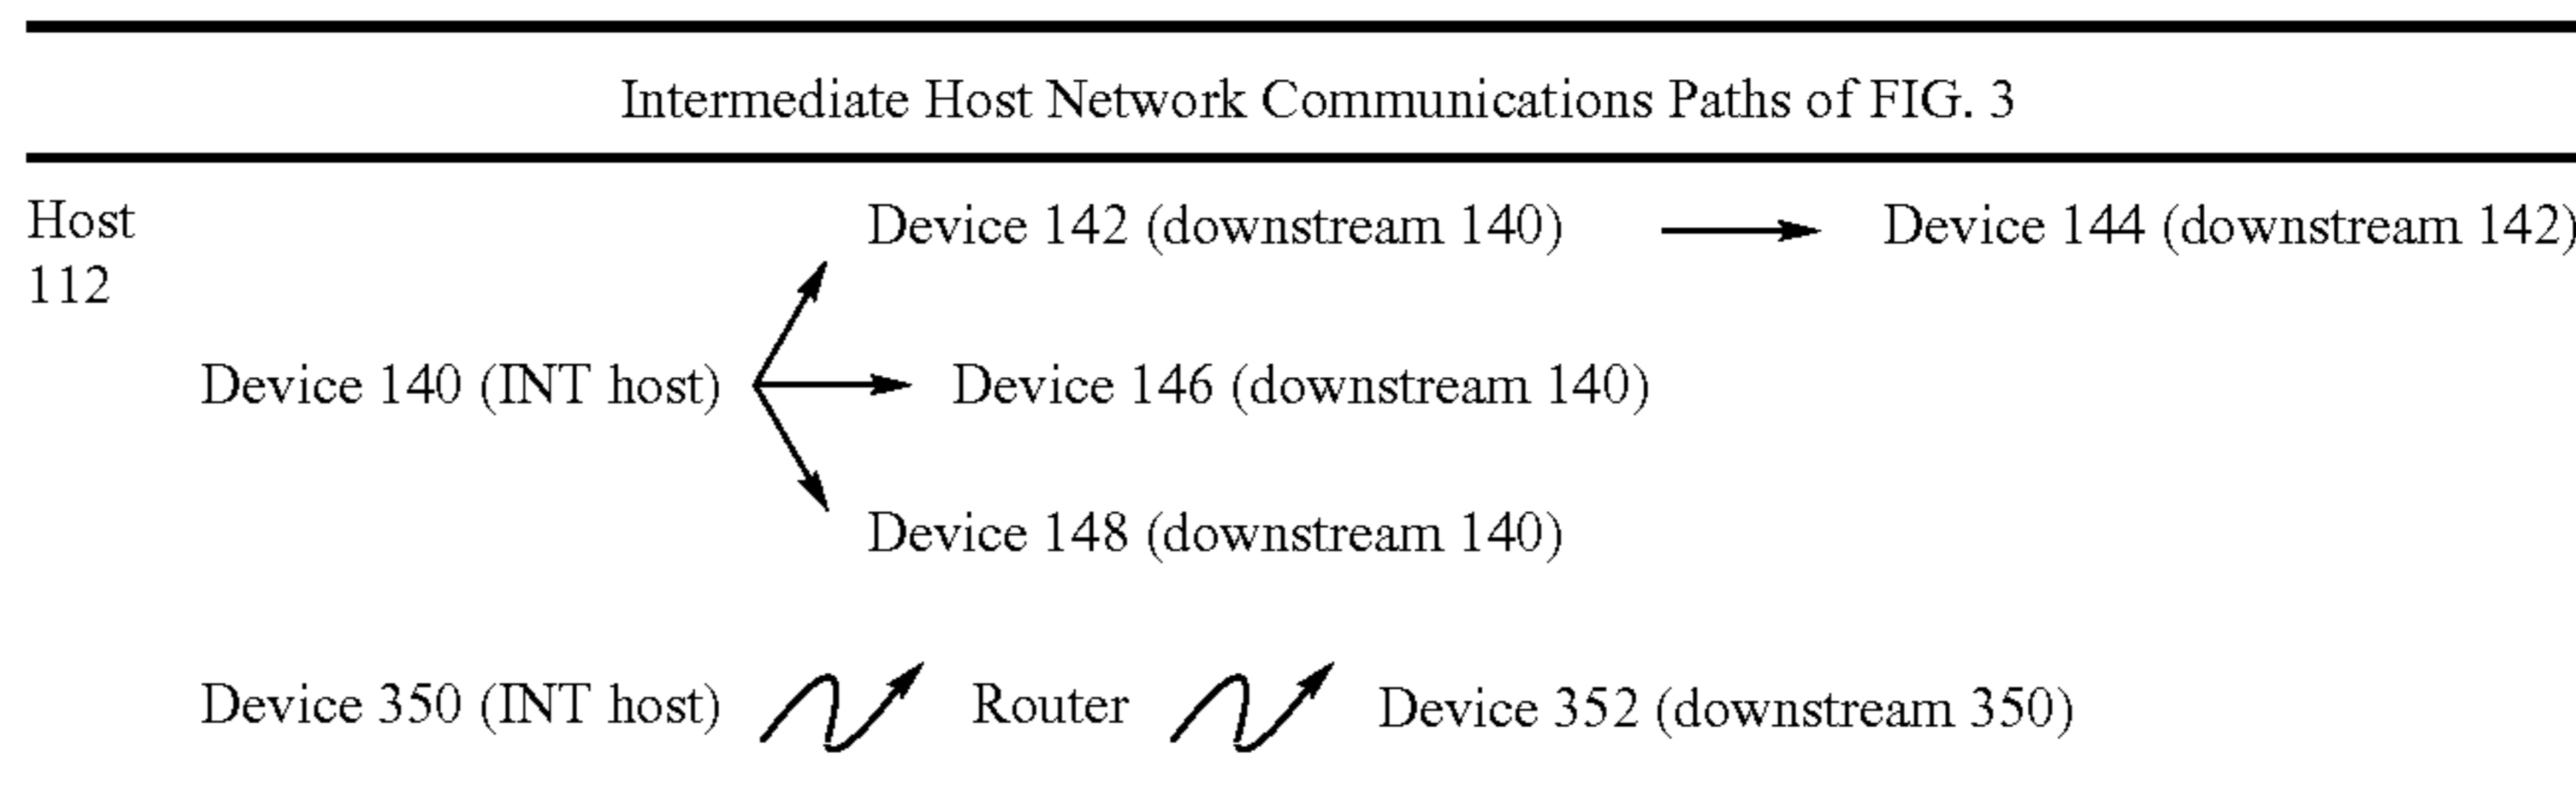 Intermediate Host Network Communications Paths of FIG. 3
Host
112
Device 142 (downstream 140) Device 144 (downstream 142)
Device 140 (INT host) Device 146 (downstream 140)
Device 148 (downstream 140)
Device 350 (INT host) Router Device 352 (downstream 350)